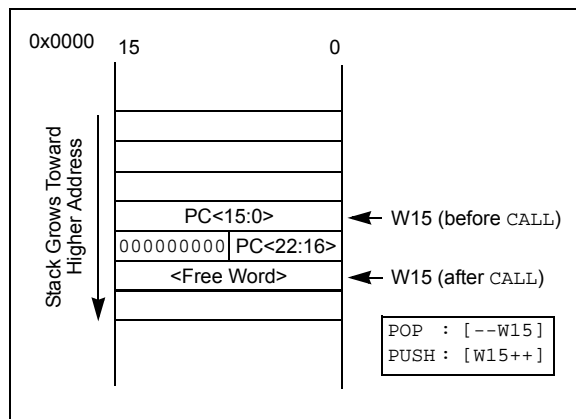 0x0000
15 0
Stack Grows Toward
Higher Address
PC<15:0>
W15 (before CALL)
000000000 PC<22:16>
<Free Word>
W15 (after CALL)
POP : [--W15]
PUSH : [W15++]